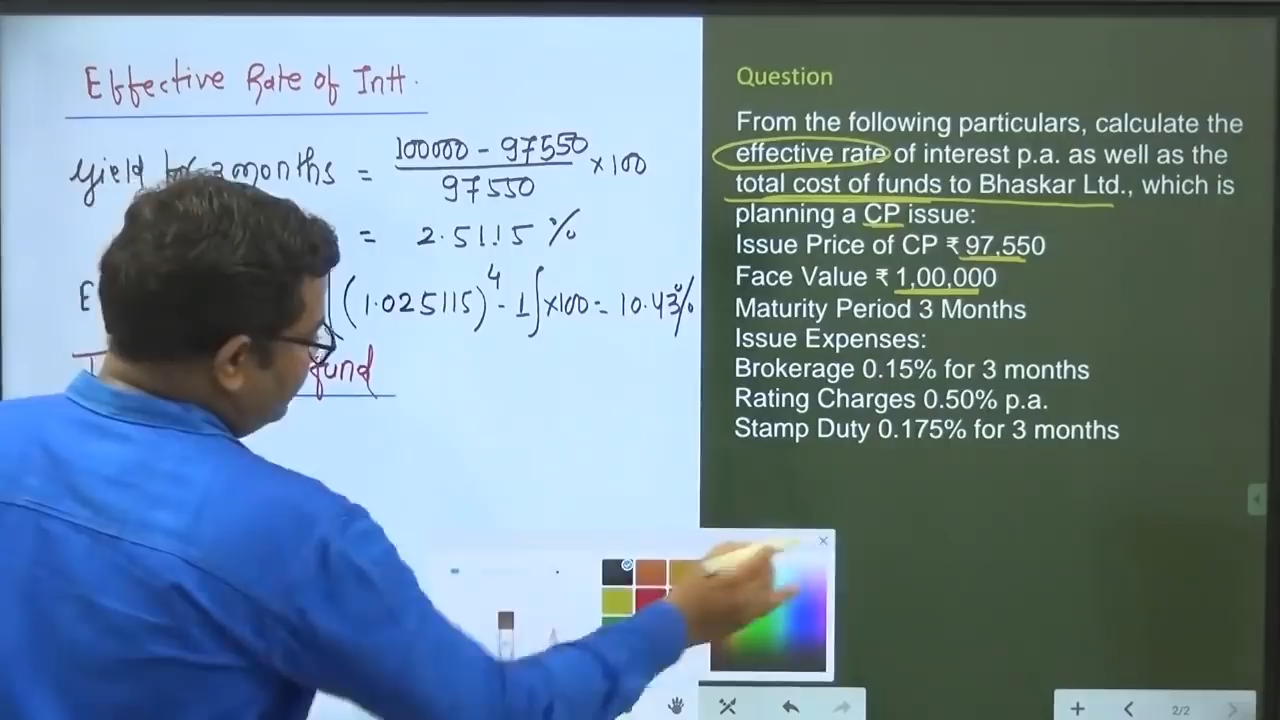 Effective Rate of Intt.
Yield for 3 months = 100000 - 97550 / 97550 × 100
= 2.5115 %
E (1.025115)^4 - 1] ×100 = 10.43%
T fund
Question
From the following particulars, calculate the
effective rate of interest p.a. as well as the
total cost of funds to Bhaskar Ltd., which is
planning a CP issue:
Issue Price of CP ₹ 97,550
Face Value ₹ 1,00,000
Maturity Period 3 Months
Issue Expenses:
Brokerage 0.15% for 3 months
Rating Charges 0.50% p.a.
Stamp Duty 0.175% for 3 months
2/2